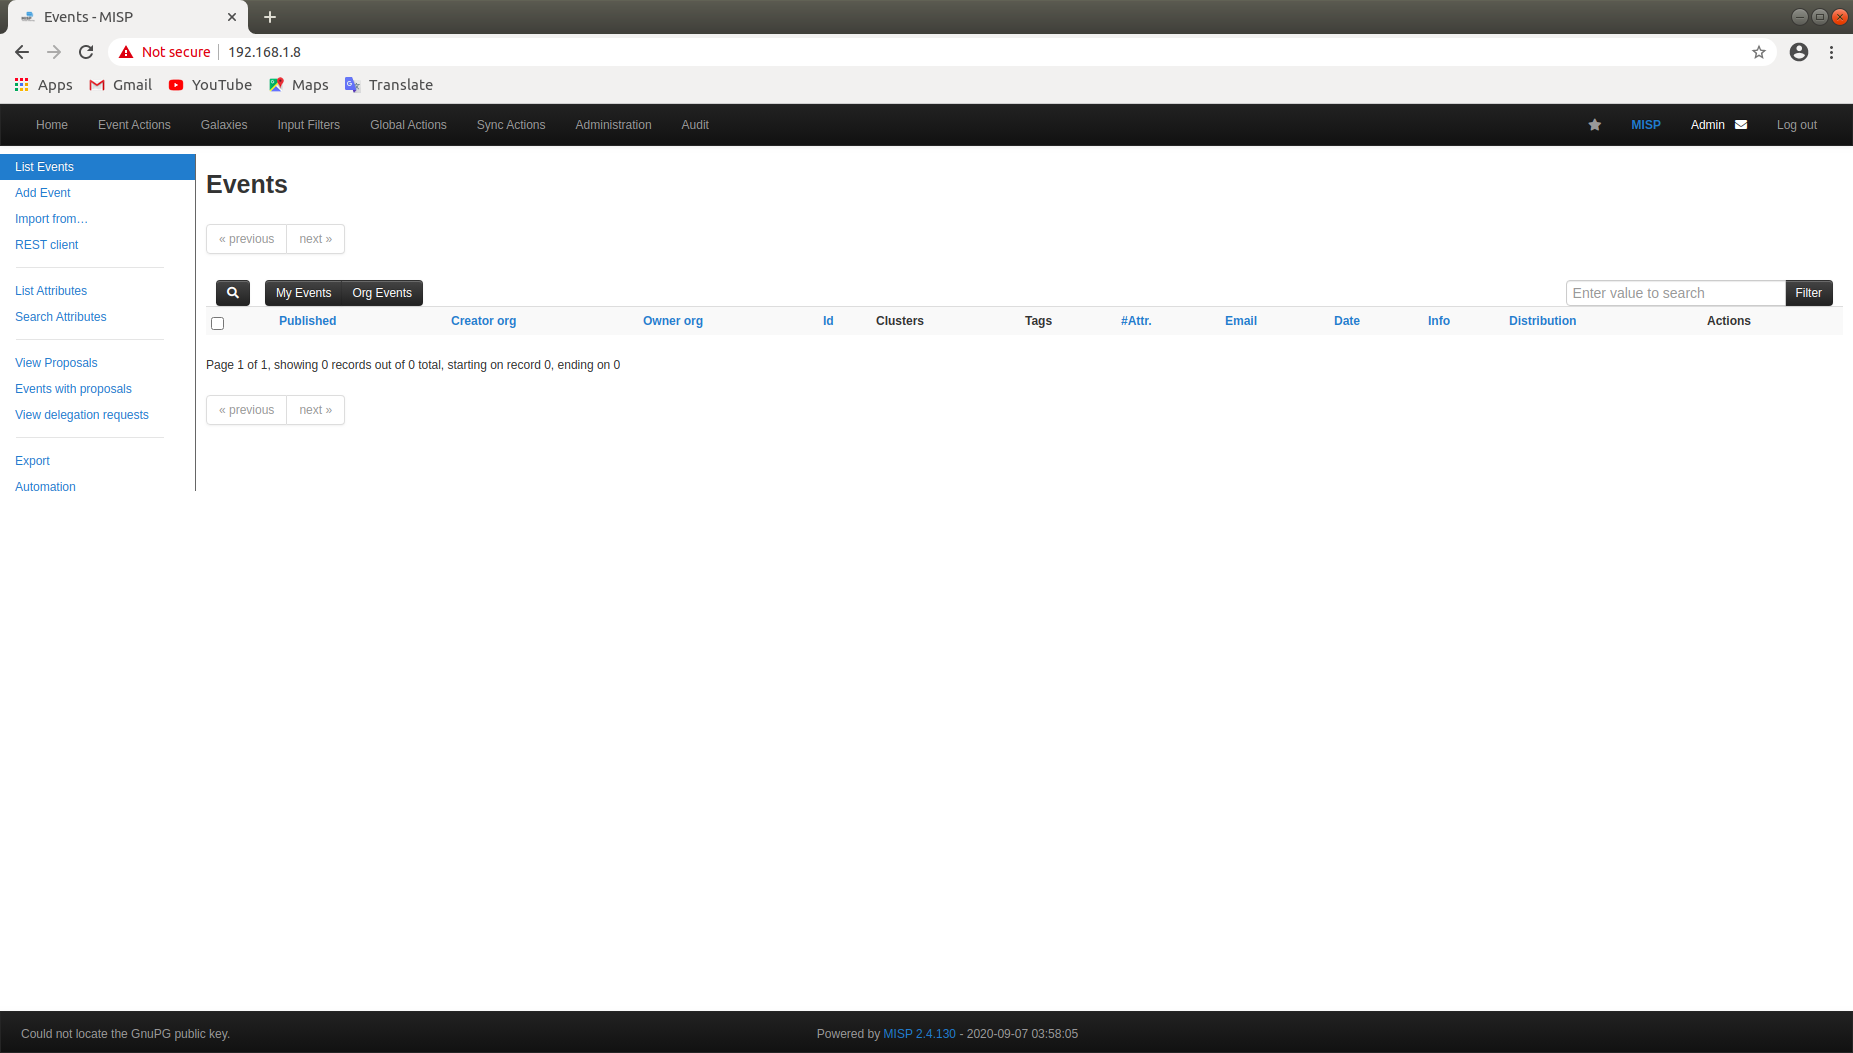 Events - MISP
Not secure 192.168.1.8
Apps Gmail YouTube Maps Translate
Home Event Actions Galaxies Input Filters Global Actions Sync Actions Administration Audit MISP Admin Log out
List Events
Add Event
Import from…
REST client
List Attributes
Search Attributes
View Proposals
Events with proposals
View delegation requests
Export
Automation
Events
« previous next »
My Events Org Events Enter value to search Filter
Published Creator org Owner org Id Clusters Tags #Attr. Email Date Info Distribution Actions
Page 1 of 1, showing 0 records out of 0 total, starting on record 0, ending on 0
« previous next »
Could not locate the GnuPG public key. Powered by MISP 2.4.130 - 2020-09-07 03:58:05